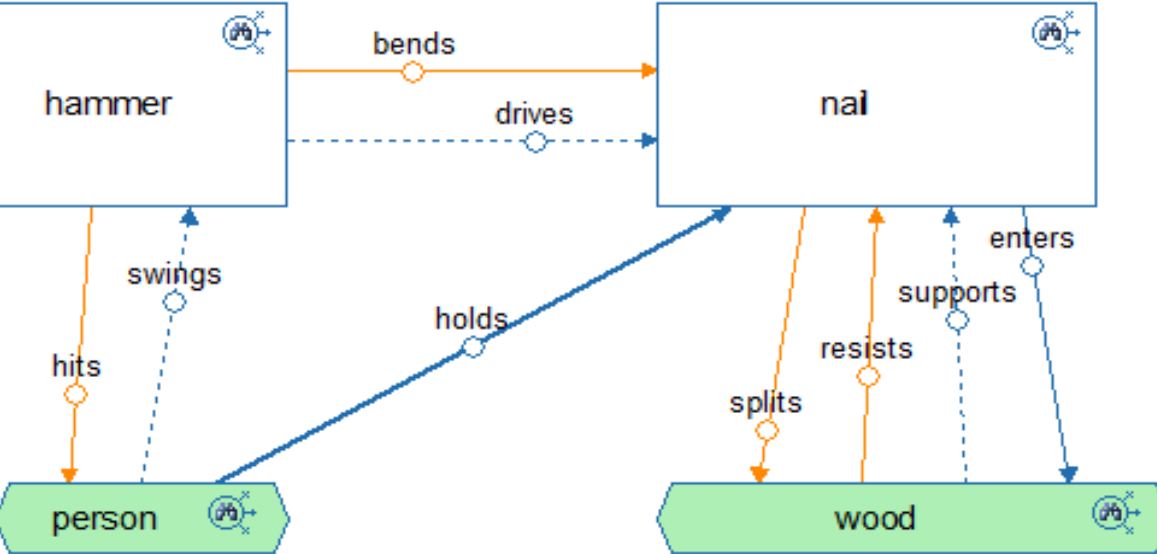 bends
hammer
nail
drives
swings
enters
supports
holds
resists
hits
splits
person
wood